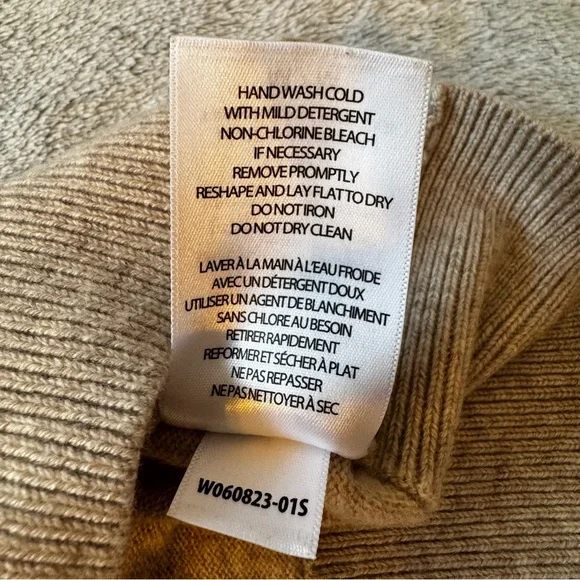 HAND WASH COLD
WITH MILD DETERGENT
NON-CHLORINE BLEACH
IF NECESSARY
REMOVE PROMPTLY
RESHAPE AND LAY FLAT TO DRY
DO NOT IRON
DO NOT DRY CLEAN
LAVER À LA MAIN À L'EAU FROIDE
AVEC UN DÉTERGENT DOUX
UTILISER UN AGENT DE BLANCHIMENT
SANS CHLORE AU BESOIN
RETIRER RAPIDEMENT
REFORMER ET SÉCHER À PLAT
NE PAS REPASSER
NE PAS NETTOYER À SEC
W060823-01S